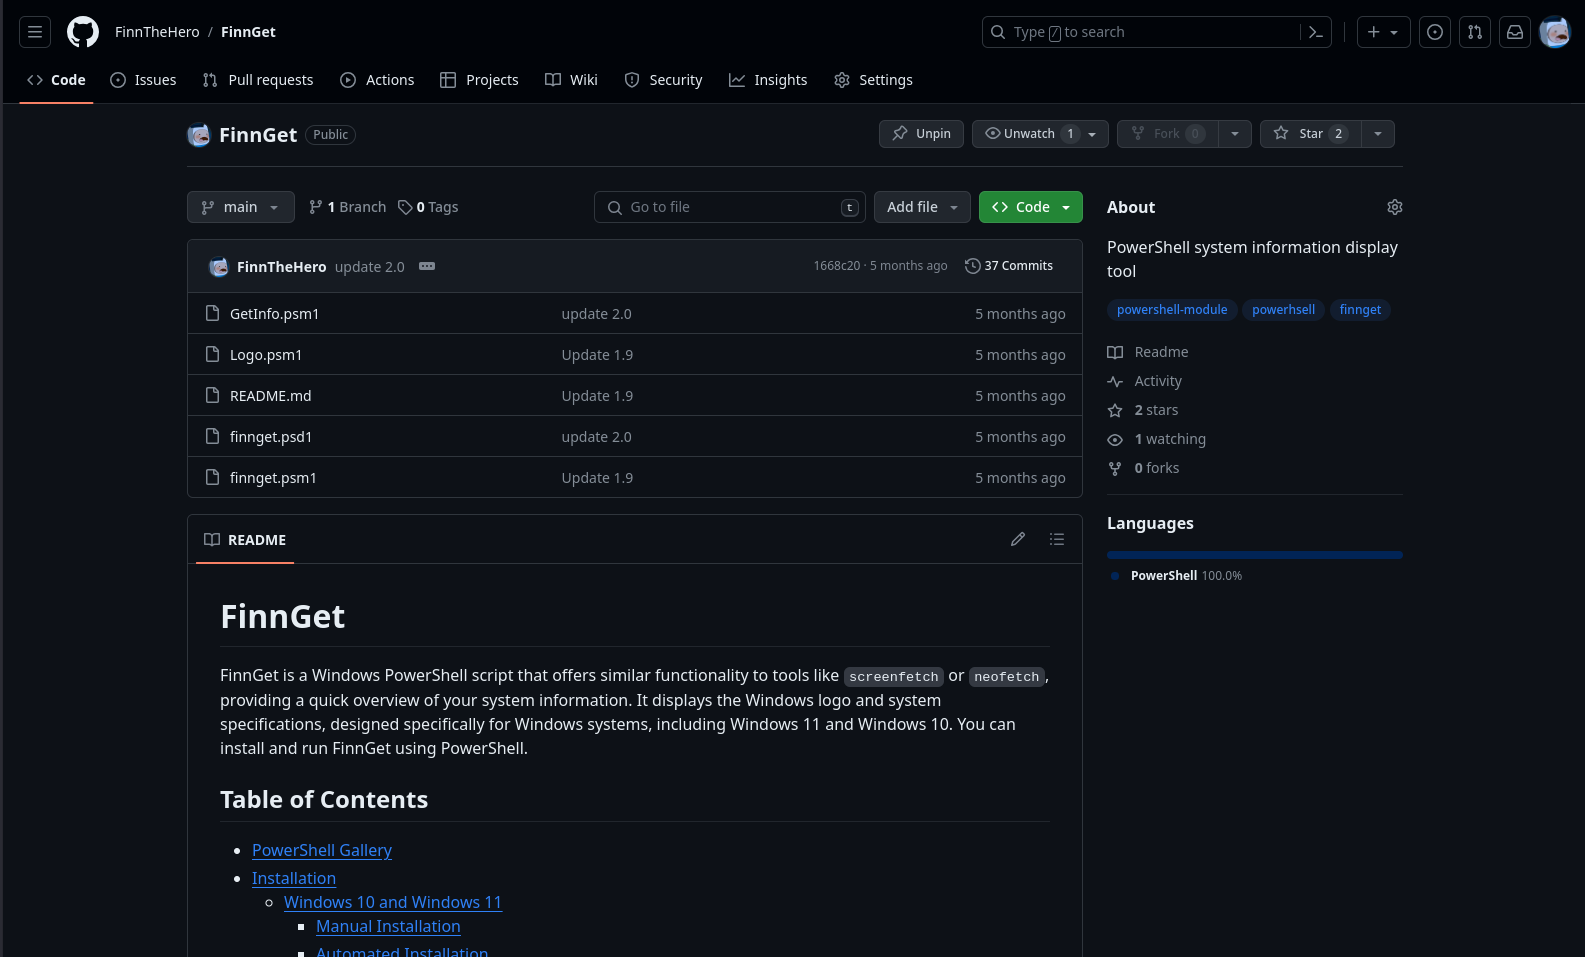 FinnTheHero / FinnGet
Type / to search
Code Issues Pull requests Actions Projects Wiki Security Insights Settings
FinnGet Public
Unpin Unwatch 1 Fork 0 Star 2
main 1 Branch 0 Tags
Go to file t Add file Code
FinnTheHero update 2.0 1668c20 · 5 months ago 37 Commits
GetInfo.psm1 update 2.0 5 months ago
Logo.psm1 Update 1.9 5 months ago
README.md Update 1.9 5 months ago
finnget.psd1 update 2.0 5 months ago
finnget.psm1 Update 1.9 5 months ago
README
FinnGet
FinnGet is a Windows PowerShell script that offers similar functionality to tools like screenfetch or neofetch,
providing a quick overview of your system information. It displays the Windows logo and system
specifications, designed specifically for Windows systems, including Windows 11 and Windows 10. You can
install and run FinnGet using PowerShell.
Table of Contents
PowerShell Gallery
Installation
Windows 10 and Windows 11
Manual Installation
Automated Installation
About
PowerShell system information display
tool
powershell-module powerhsell finnget
Readme
Activity
2 stars
1 watching
0 forks
Languages
PowerShell 100.0%